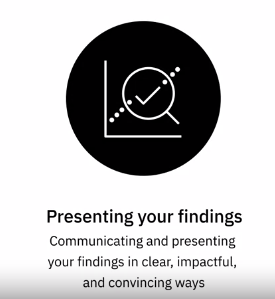 Presenting your findings
Communicating and presenting
your findings in clear, impactful,
and convincing ways